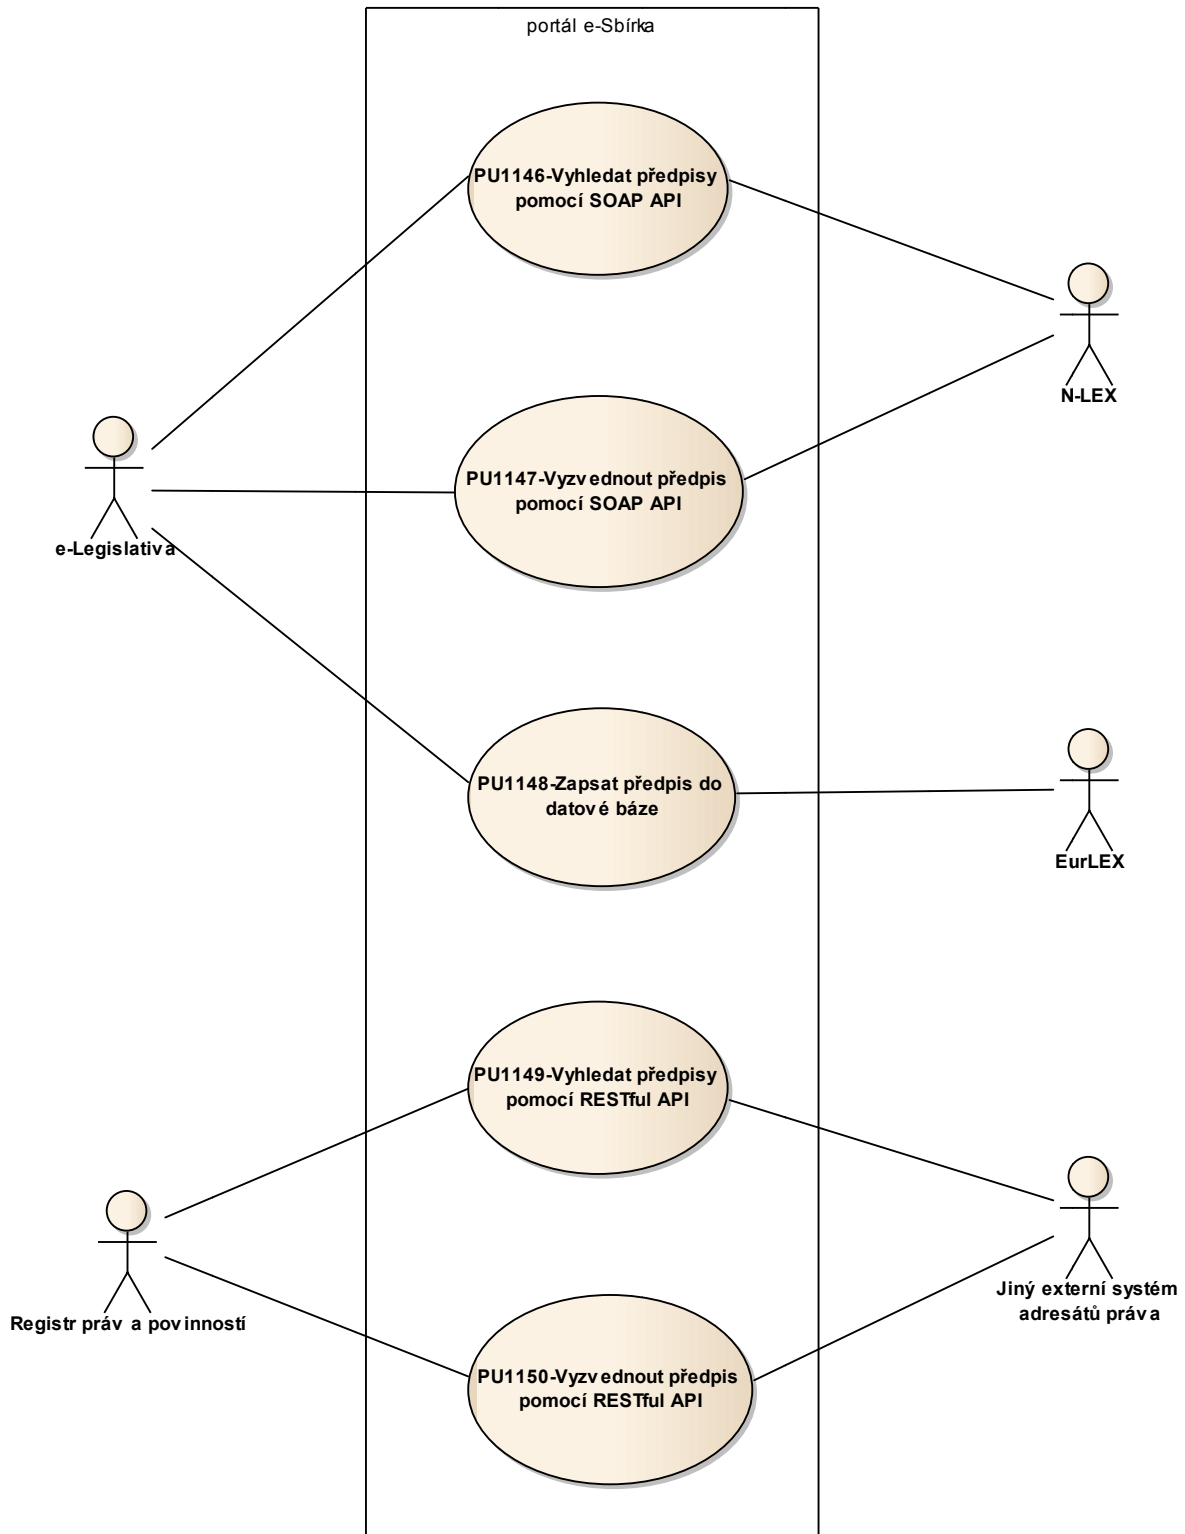 portál e-Sbírka
PU1146-Vyhledat předpisy
pomocí SOAP API
N-LEX
PU1147-Vyzvednout předpis
pomocí SOAP API
e-Legislativa
PU1148-Zapsat předpis do
datové báze
EurLEX
PU1149-Vyhledat předpisy
pomocí RESTful API
Jiný externí systém
adresátů práva
Registr práv a povinností
PU1150-Vyzvednout předpis
pomocí RESTful API